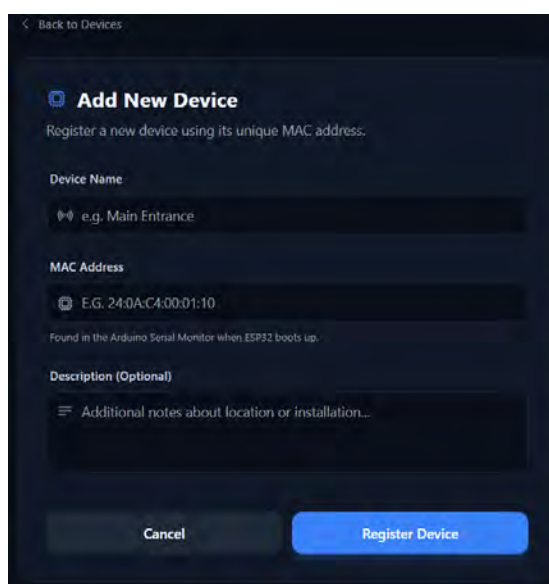 Back to Devices
Add New Device
Register a new device using its unique MAC address.
Device Name
e.g. Main Entrance
MAC Address
E.G. 24:0A:C4:00:01:10
Found in the Arduino Serial Monitor when ESP32 boots up.
Description (Optional)
Additional notes about location or installation...
Cancel
Register Device